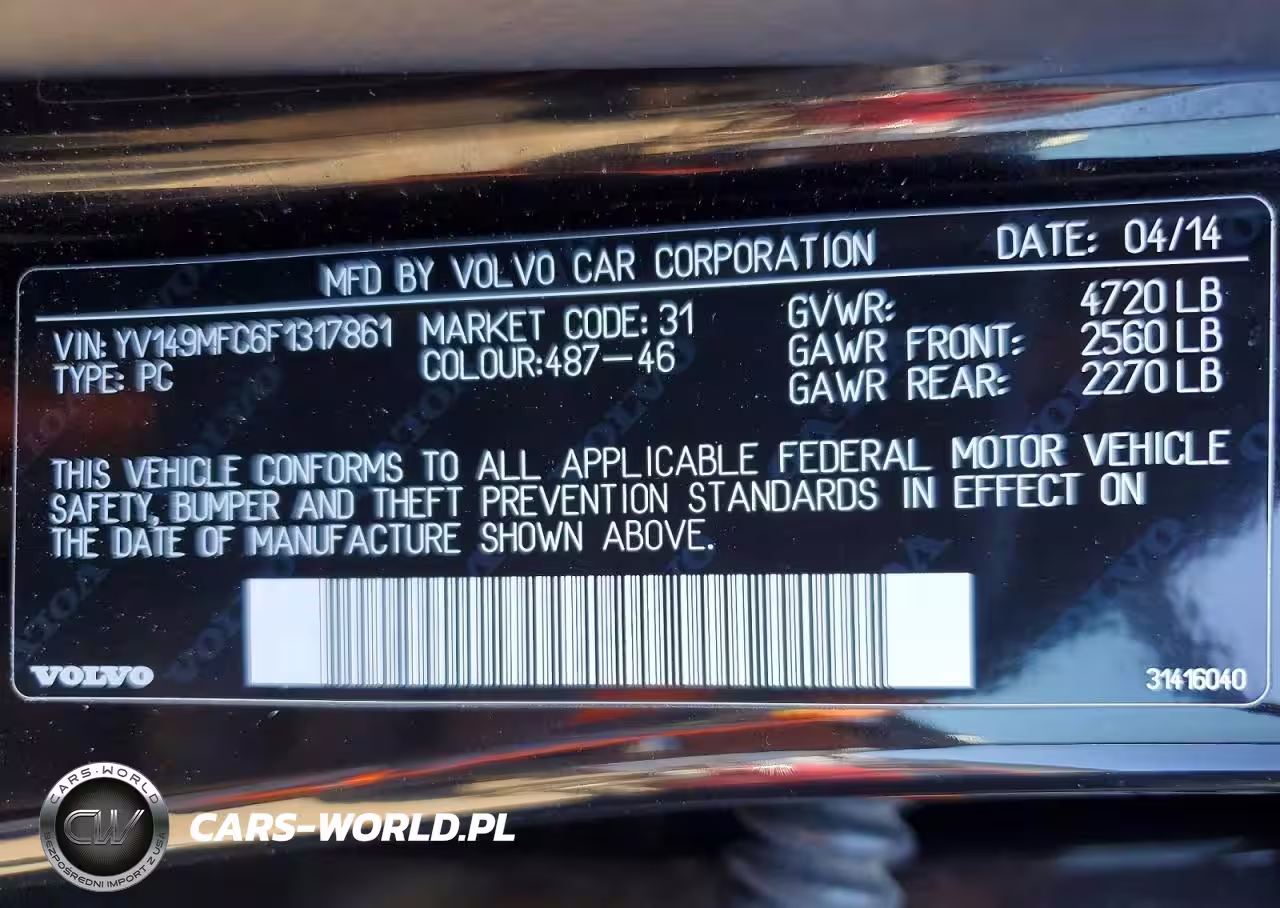 MFD BY VOLVO CAR CORPORATION DATE: 04/14
VIN: YV149MFC6F1317861 MARKET CODE: 31 GVWR: 4720 LB
TYPE: PC COLOUR:487—46 GAWR FRONT: 2560 LB
GAWR REAR: 2270 LB
THIS VEHICLE CONFORMS TO ALL APPLICABLE FEDERAL MOTOR VEHICLE
SAFETY, BUMPER AND THEFT PREVENTION STANDARDS IN EFFECT ON
THE DATE OF MANUFACTURE SHOWN ABOVE.
VOLVO
31416040
CARS-WORLD
CW
BEZPOŚREDNI IMPORT Z USA
CARS-WORLD.PL